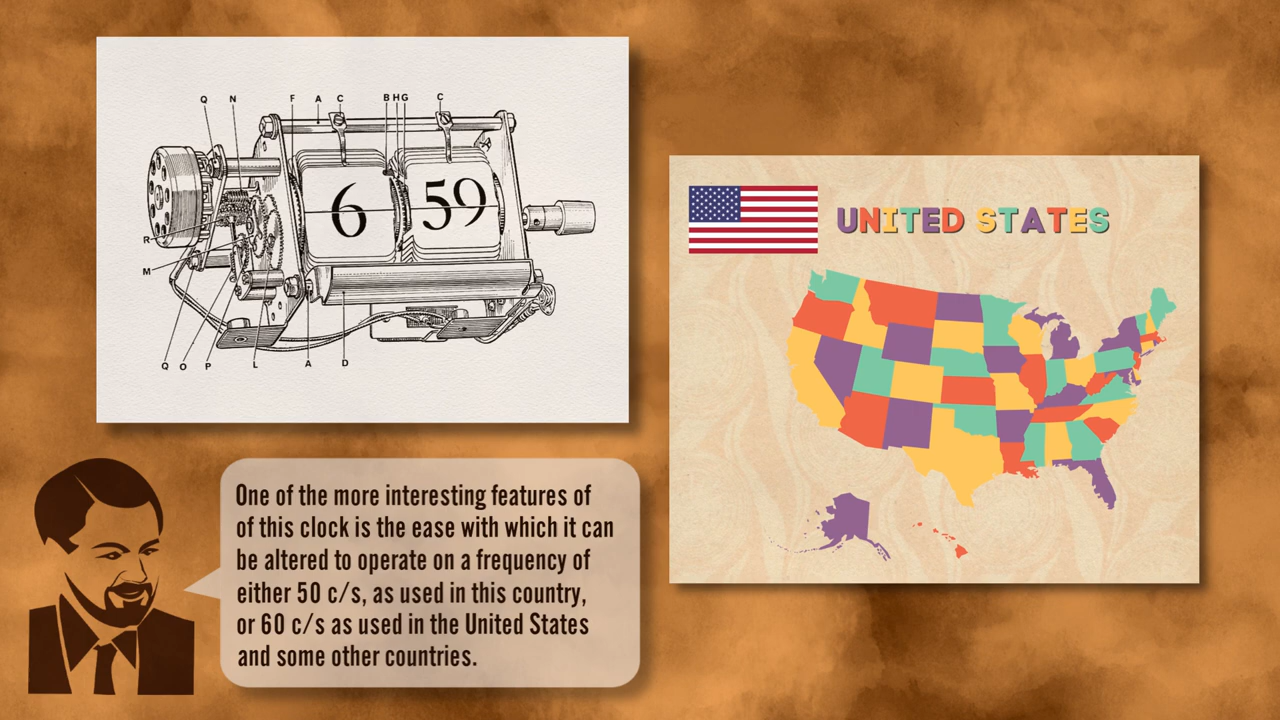 Q N F A C B H G C
6 59
R
M
Q O P L A D
UNITED STATES
One of the more interesting features of
of this clock is the ease with which it can
be altered to operate on a frequency of
either 50 c/s, as used in this country,
or 60 c/s as used in the United States
and some other countries.